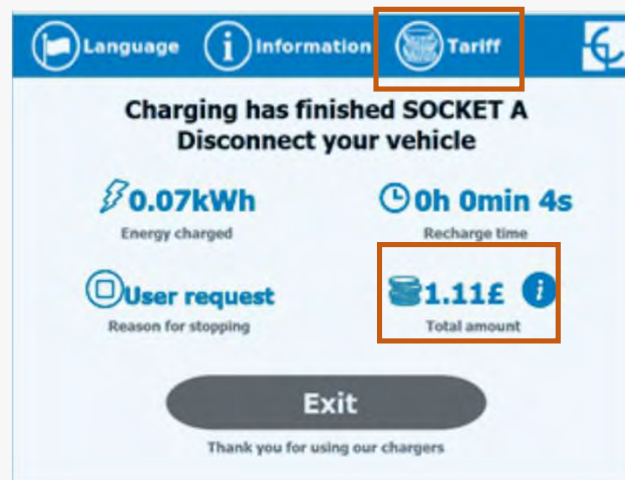 Language Information Tariff
Charging has finished SOCKET A
Disconnect your vehicle
0.07kWh 0h 0min 4s
Energy charged Recharge time
User request 1.11£ i
Reason for stopping Total amount
Exit
Thank you for using our chargers